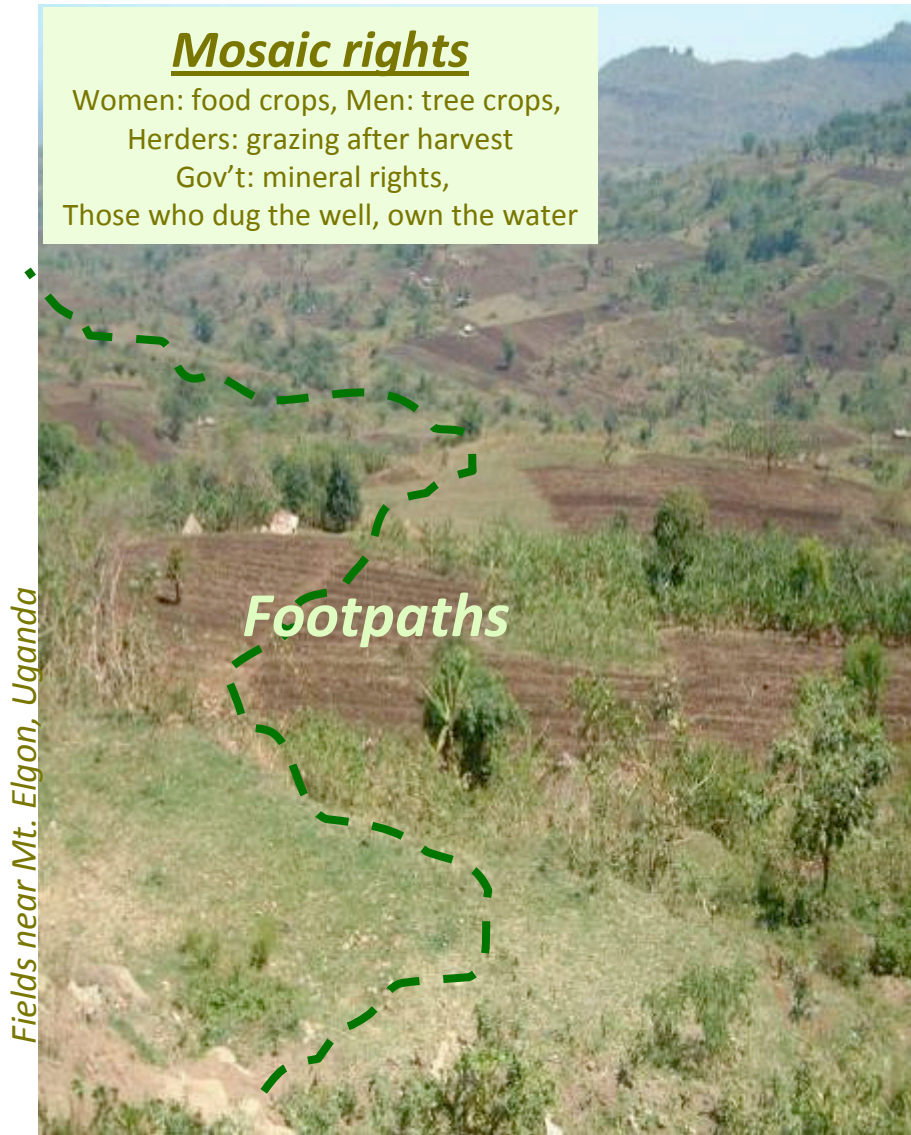 Mosaic rights
Women: food crops, Men: tree crops,
Herders: grazing after harvest
Gov't: mineral rights,
Those who dug the well, own the water
Footpaths
Fields near Mt. Elgon, Uganda